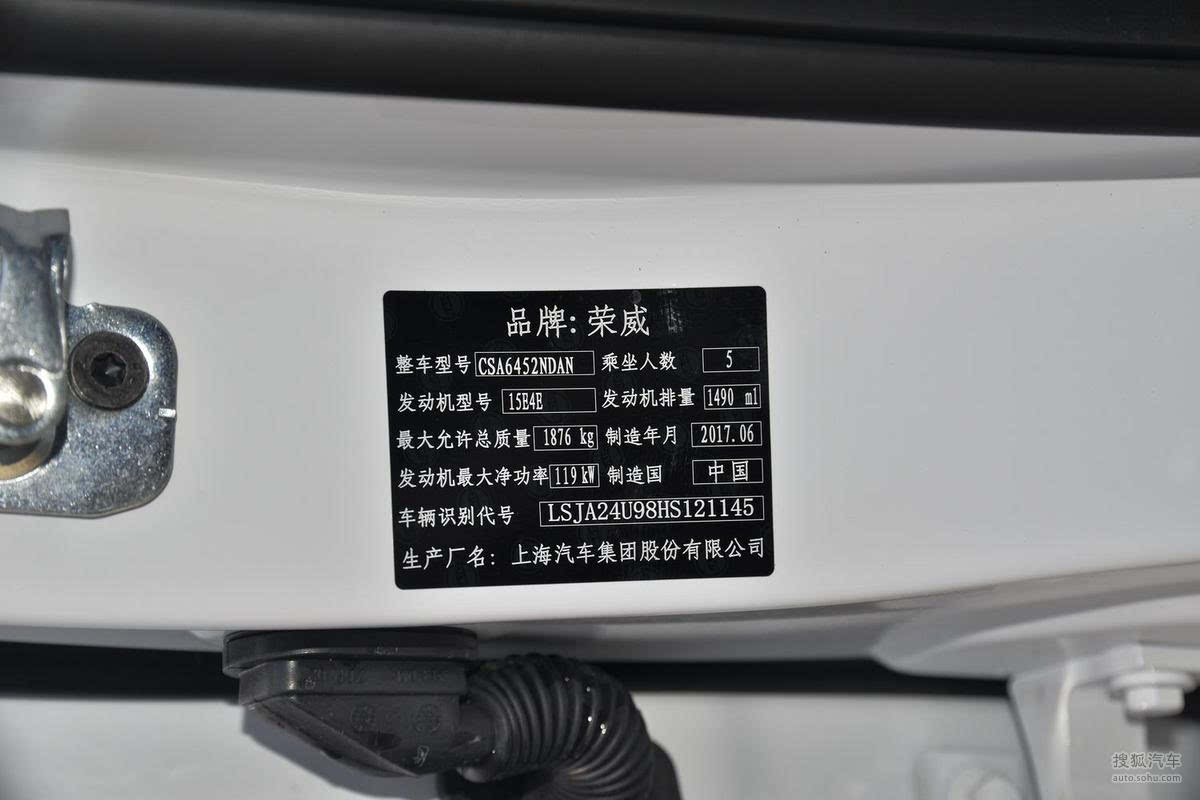 品牌: 荣威
整车型号 CSA6452NDAN 乘坐人数 5
发动机型号 15E4E 发动机排量 1490 ml
最大允许总质量 1876 kg 制造年月 2017.06
发动机最大净功率 119 kW 制造国 中国
车辆识别代号 LSJA24U98HS121145
生产厂名: 上海汽车集团股份有限公司
搜狐汽车
auto.sohu.com